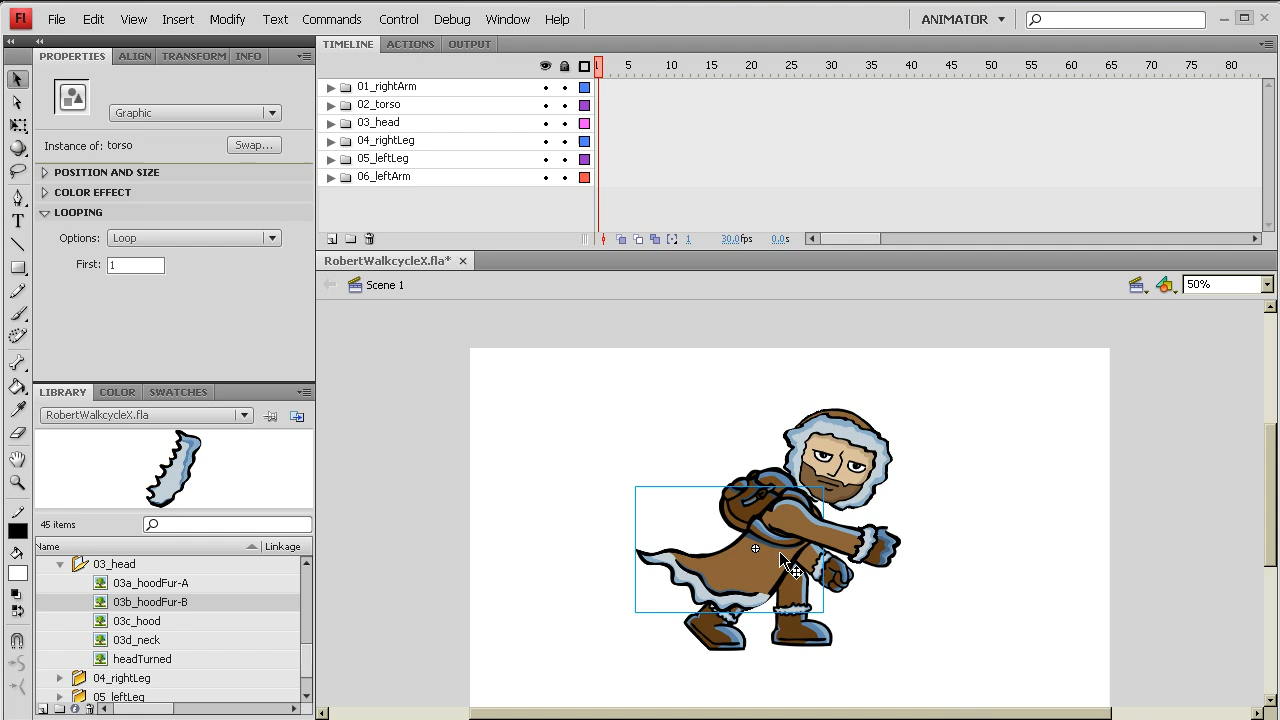 Fl File Edit View Insert Modify Text Commands Control Debug Window Help ANIMATOR
PROPERTIES ALIGN TRANSFORM INFO
Graphic
Instance of: torso Swap...
POSITION AND SIZE
COLOR EFFECT
LOOPING
Options: Loop
First: 1
TIMELINE ACTIONS OUTPUT
1 5 10 15 20 25 30 35 40 45 50 55 60 65 70 75 80
01_rightArm
02_torso
03_head
04_rightLeg
05_leftLeg
06_leftArm
1 30.0fps 0.0s
RobertWalkcycleX.fla*
Scene 1 50%
LIBRARY COLOR SWATCHES
RobertWalkcycleX.fla
45 items
Name Linkage
03_head
03a_hoodFur-A
03b_hoodFur-B
03c_hood
03d_neck
headTurned
04_rightLeg
05_leftLeg